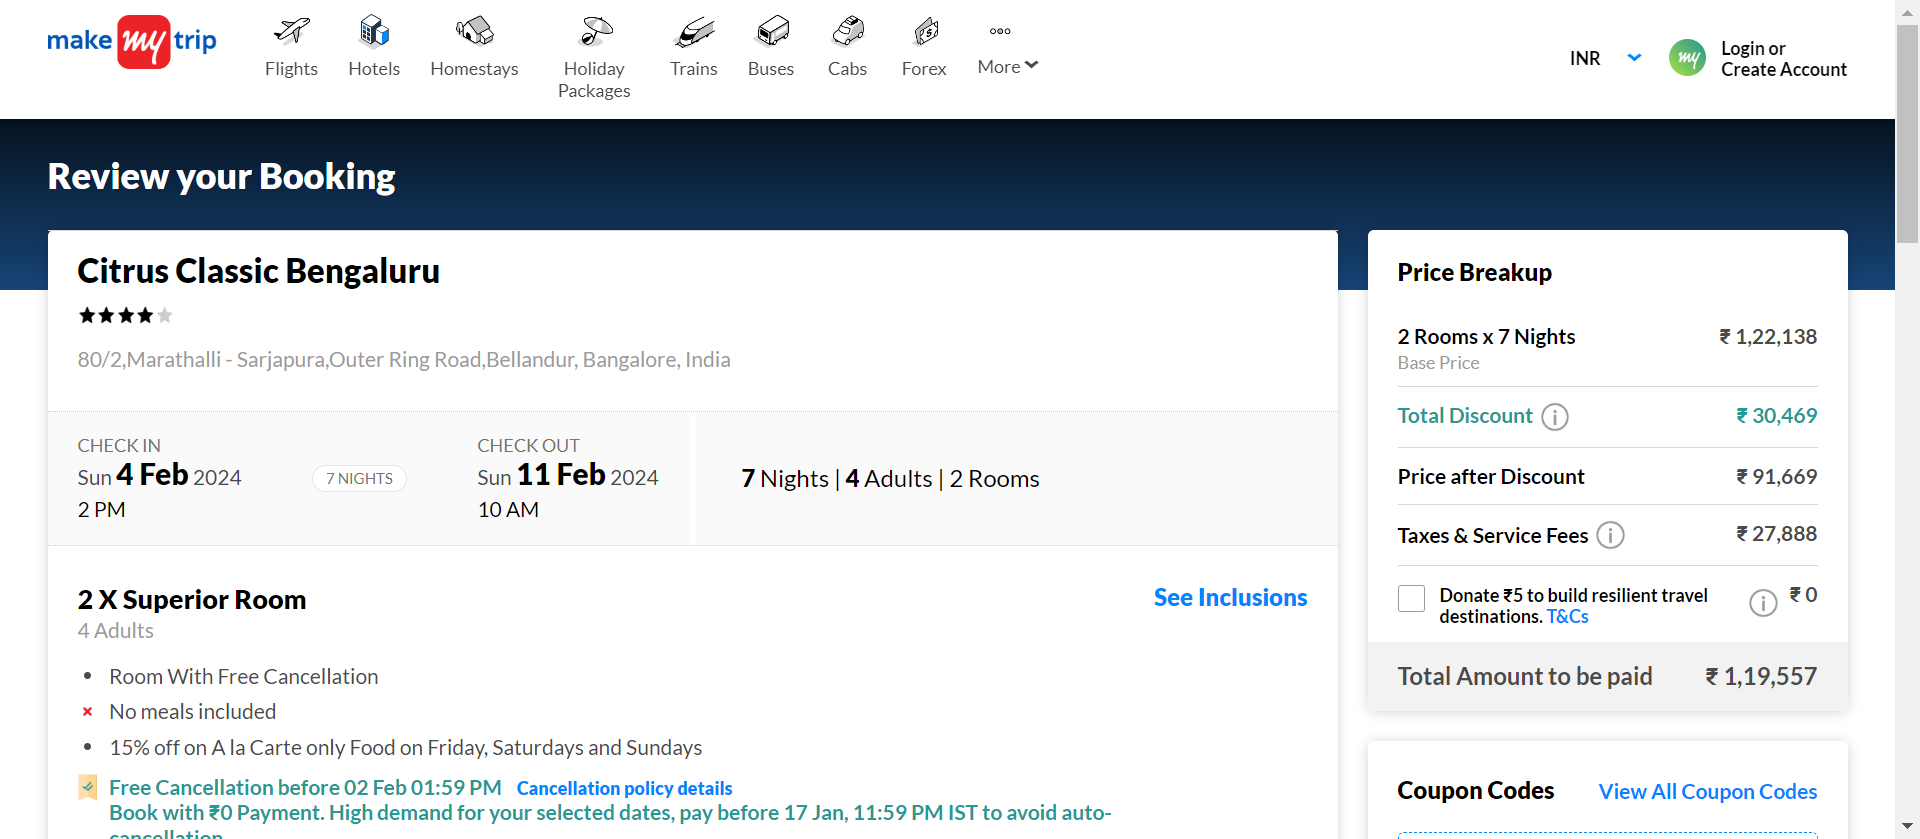 make my trip
Flights
Hotels
Homestays
Holiday
Packages
Trains
Buses
Cabs
Forex
More
INR
my
Login or
Create Account
Review your Booking
Citrus Classic Bengaluru
80/2,Marathalli - Sarjapura,Outer Ring Road,Bellandur, Bangalore, India
CHECK IN
Sun 4 Feb 2024
2 PM
7 NIGHTS
CHECK OUT
Sun 11 Feb 2024
10 AM
7 Nights | 4 Adults | 2 Rooms
2 X Superior Room
See Inclusions
4 Adults
• Room With Free Cancellation
× No meals included
• 15% off on A la Carte only Food on Friday, Saturdays and Sundays
Free Cancellation before 02 Feb 01:59 PM Cancellation policy details
Book with ₹0 Payment. High demand for your selected dates, pay before 17 Jan, 11:59 PM IST to avoid auto-
cancellation
Price Breakup
2 Rooms x 7 Nights ₹ 1,22,138
Base Price
Total Discount i ₹ 30,469
Price after Discount ₹ 91,669
Taxes & Service Fees i ₹ 27,888
Donate ₹5 to build resilient travel i ₹ 0
destinations. T&Cs
Total Amount to be paid ₹ 1,19,557
Coupon Codes View All Coupon Codes